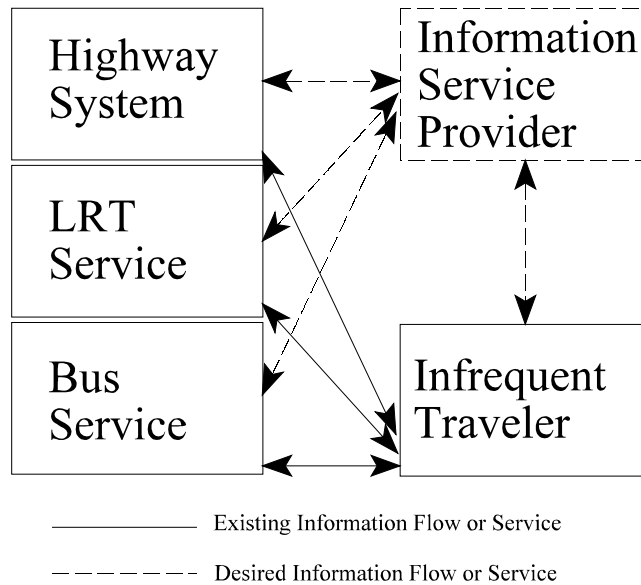 Highway
System
Information
Service
Provider
LRT
Service
Bus
Service
Infrequent
Traveler
Existing Information Flow or Service
Desired Information Flow or Service